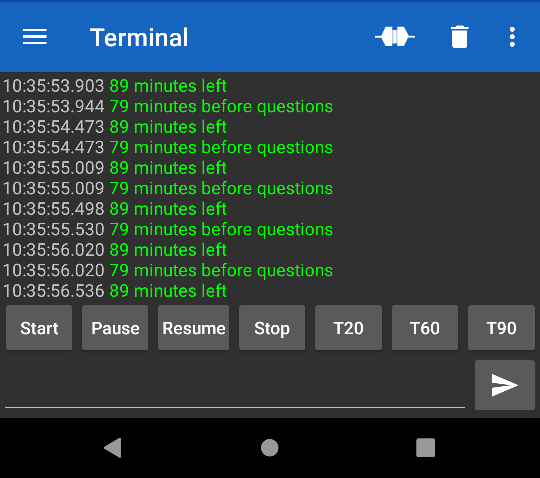 Terminal
10:35:53.903 89 minutes left
10:35:53.944 79 minutes before questions
10:35:54.473 89 minutes left
10:35:54.473 79 minutes before questions
10:35:55.009 89 minutes left
10:35:55.009 79 minutes before questions
10:35:55.498 89 minutes left
10:35:55.530 79 minutes before questions
10:35:56.020 89 minutes left
10:35:56.020 79 minutes before questions
10:35:56.536 89 minutes left
Start Pause Resume Stop T20 T60 T90